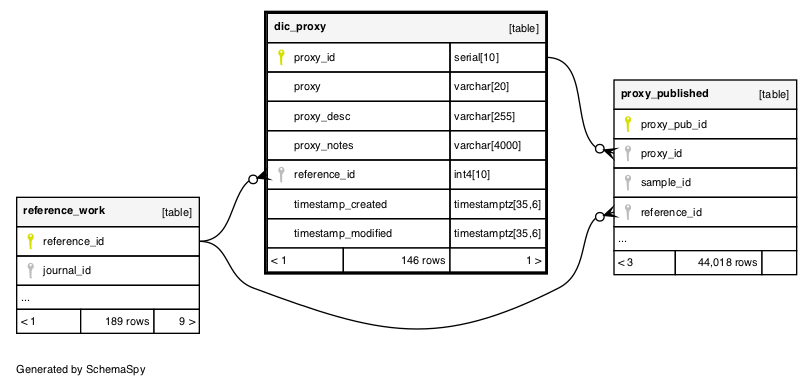 dic_proxy [table]
proxy_id serial[10]
proxy varchar[20]
proxy_desc varchar[255]
proxy_notes varchar[4000]
reference_id int4[10]
timestamp_created timestamptz[35,6]
timestamp_modified timestamptz[35,6]
< 1 146 rows 1 >
proxy_published [table]
proxy_pub_id
proxy_id
sample_id
reference_id
...
< 3 44,018 rows
reference_work [table]
reference_id
journal_id
...
< 1 189 rows 9 >
Generated by SchemaSpy